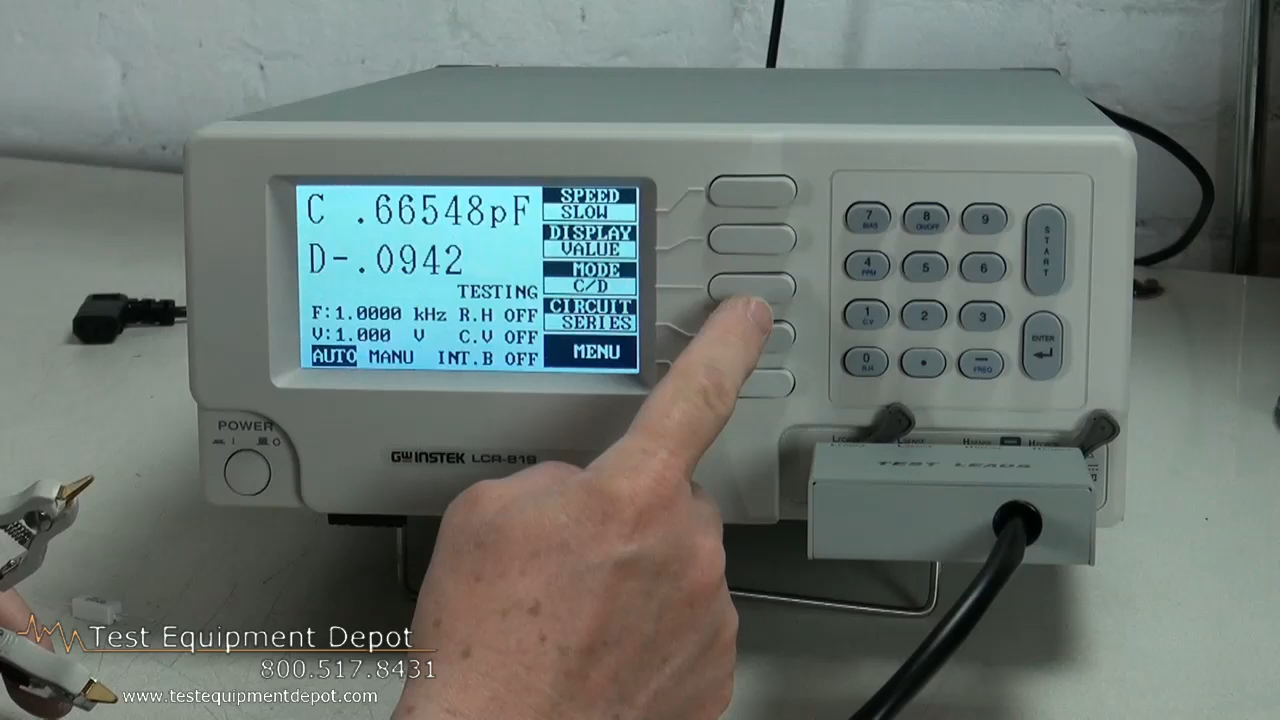 C .66548pF
D-.0942
TESTING
F:1.0000 kHz R.H OFF
V:1.000 V C.V OFF
AUTO MANU INT.B OFF
SPEED
SLOW
DISPLAY
VALUE
MODE
C/D
CIRCUIT
SERIES
MENU
7
BIAS
8
ON/OFF
9
4
PPM
5
6
1
C.V
2
3
0
R.H
•
—
FREQ
START
ENTER
POWER
I O
GWINSTEK LCR-819
TEST LEADS
Test Equipment Depot
800.517.8431
www.testequipmentdepot.com